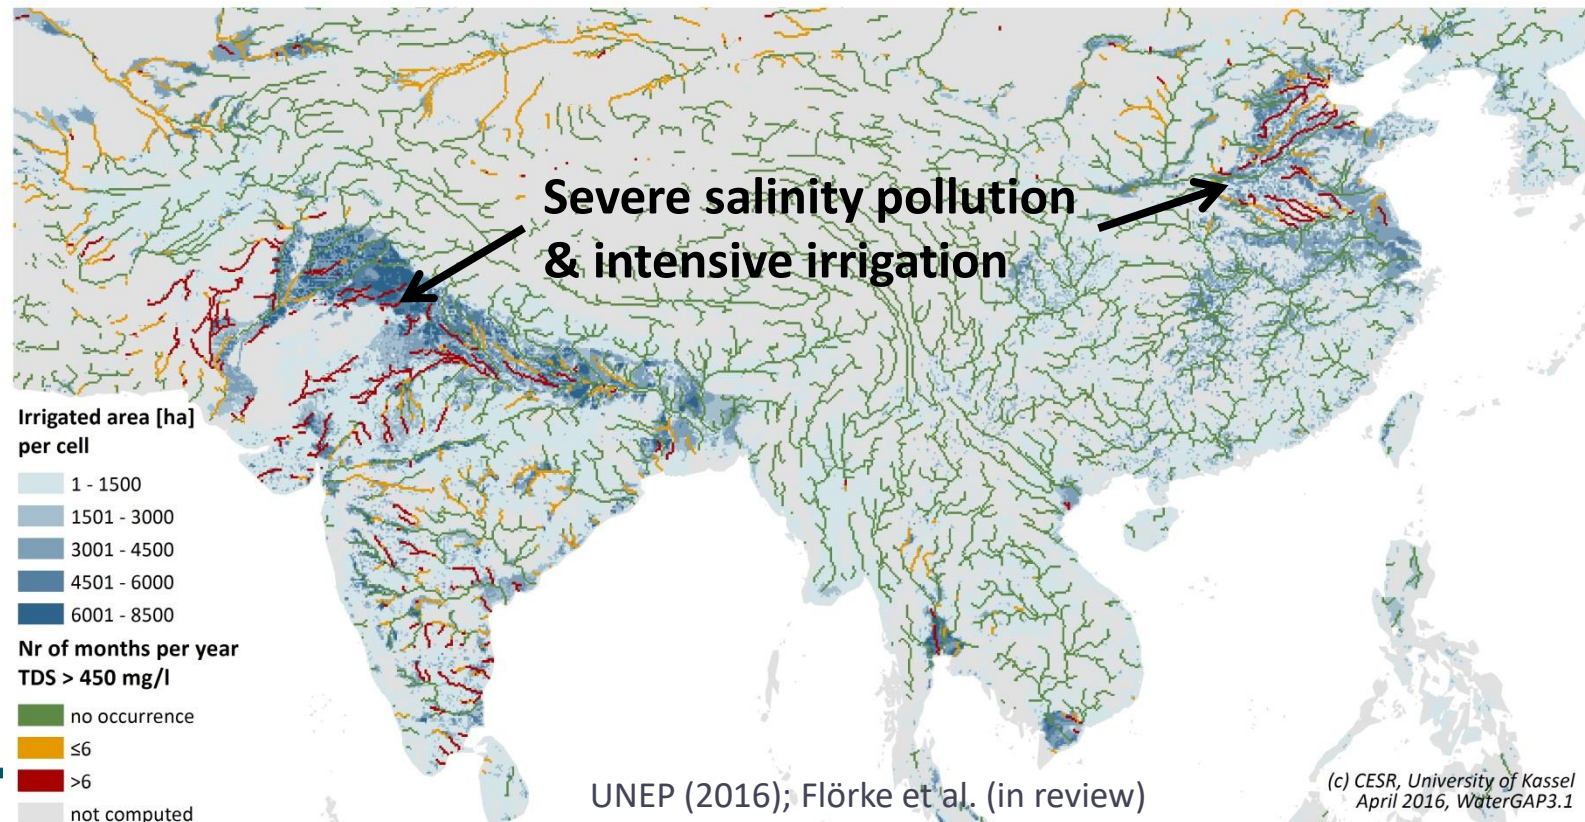 Severe salinity pollution
& intensive irrigation
Irrigated area [ha]
per cell
1 - 1500
1501 - 3000
3001 - 4500
4501 - 6000
6001 - 8500
Nr of months per year
TDS > 450 mg/l
no occurrence
≤6
>6
not computed
UNEP (2016); Flörke et al. (in review)
(c) CESR, University of Kassel
April 2016, WaterGAP3.1